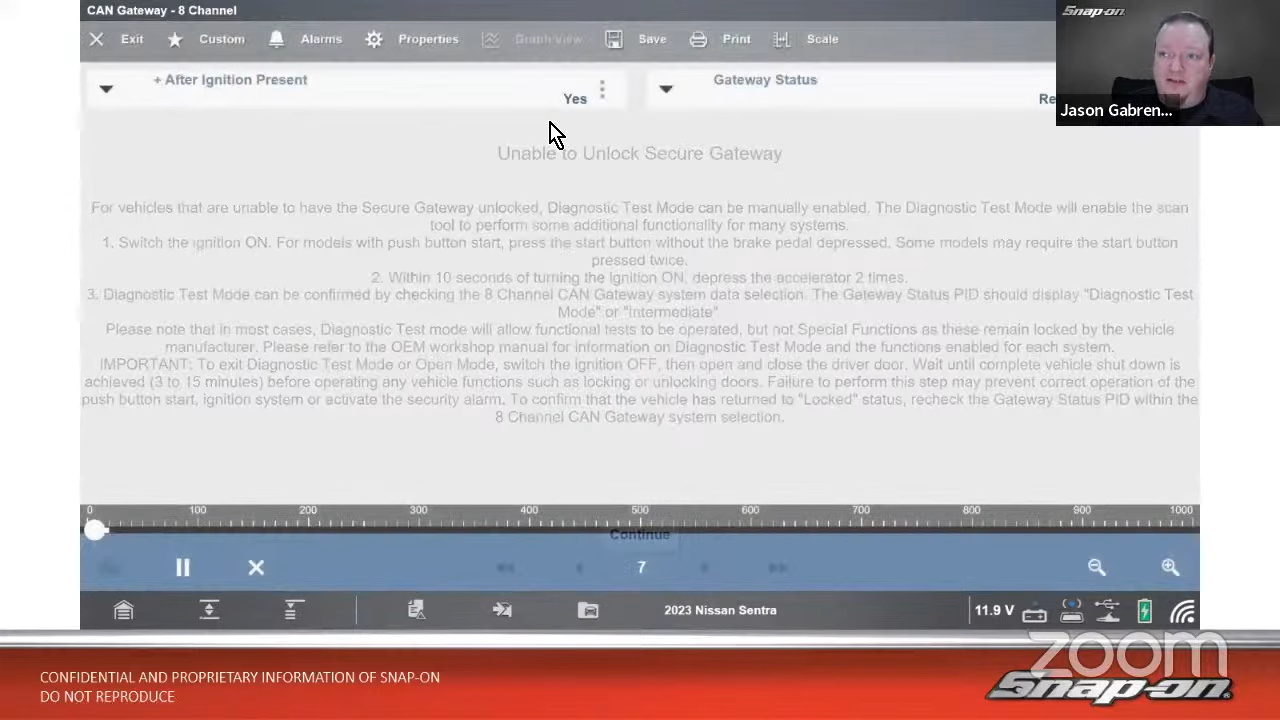 CAN Gateway - 8 Channel
Exit Custom Alarms Properties Graph View Save Print Scale
+ After Ignition Present
Yes
Gateway Status
Re
Snap-on
Jason Gabren...
Unable to Unlock Secure Gateway
For vehicles that are unable to have the Secure Gateway unlocked, Diagnostic Test Mode can be manually enabled. The Diagnostic Test Mode will enable the scan
tool to perform some additional functionality for many systems.
1. Switch the ignition ON. For models with push button start, press the start button without the brake pedal depressed. Some models may require the start button
pressed twice.
2. Within 10 seconds of turning the ignition ON, depress the accelerator 2 times.
3. Diagnostic Test Mode can be confirmed by checking the 8 Channel CAN Gateway system data selection. The Gateway Status PID should display "Diagnostic Test
Mode" or "Intermediate"
Please note that in most cases, Diagnostic Test mode will allow functional tests to be operated, but not Special Functions as these remain locked by the vehicle
manufacturer. Please refer to the OEM workshop manual for information on Diagnostic Test Mode and the functions enabled for each system.
IMPORTANT: To exit Diagnostic Test Mode or Open Mode, switch the ignition OFF, then open and close the driver door. Wait until complete vehicle shut down is
achieved (3 to 15 minutes) before operating any vehicle functions such as locking or unlocking doors. Failure to perform this step may prevent correct operation of the
push button start, ignition system or activate the security alarm. To confirm that the vehicle has returned to "Locked" status, recheck the Gateway Status PID within the
8 Channel CAN Gateway system selection.
0 100 200 300 400 500 600 700 800 900 1000
Continue
7
2023 Nissan Sentra
11.9 V
zoom
CONFIDENTIAL AND PROPRIETARY INFORMATION OF SNAP-ON
DO NOT REPRODUCE
Snap-on